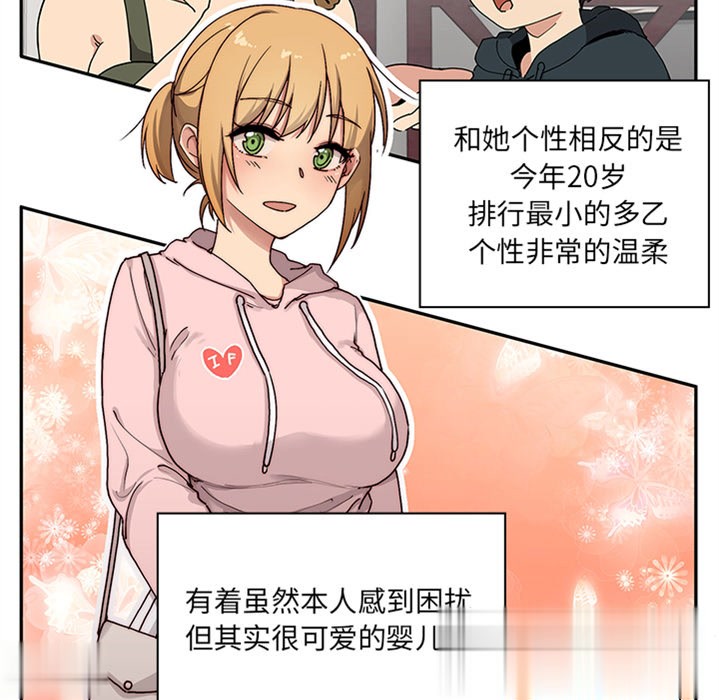 和她个性相反的是
今年20岁
排行最小的多乙
个性非常的温柔
IF
有着虽然本人感到困扰
但其实很可爱的婴儿